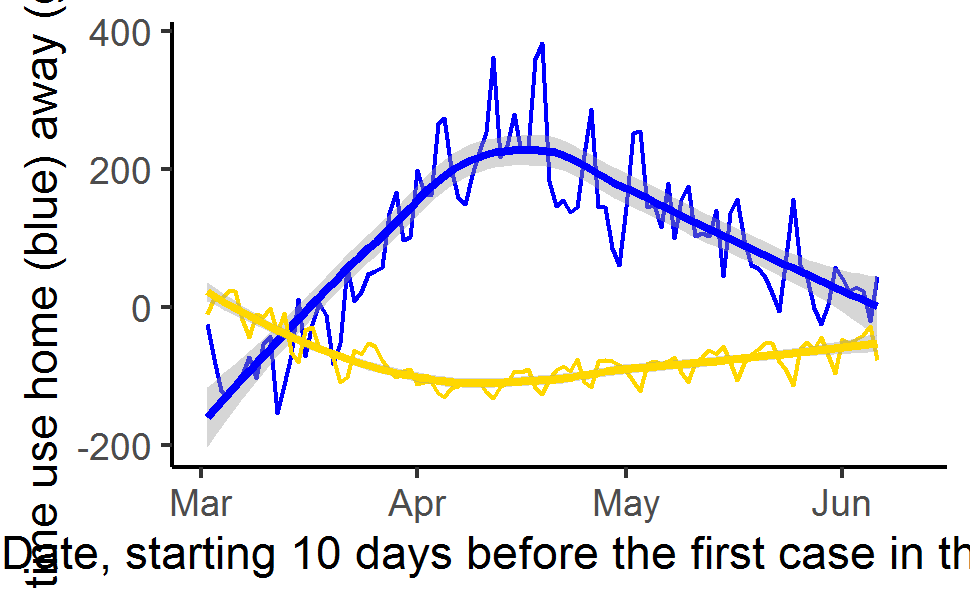 time use home (blue) away (
400
200
0
-200
Mar Apr May Jun
Date, starting 10 days before the first case in th